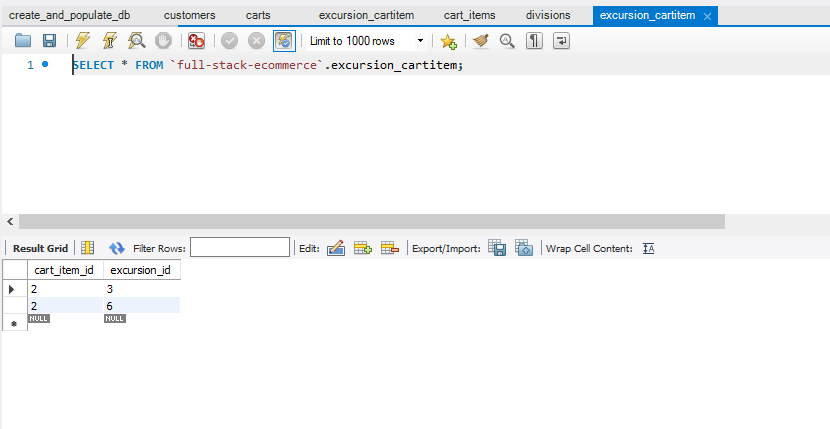 create_and_populate_db customers carts excursion_cartitem cart_items divisions excursion_cartitem
Limit to 1000 rows
1 SELECT * FROM `full-stack-ecommerce`.excursion_cartitem;
Result Grid Filter Rows: Edit: Export/Import: Wrap Cell Content:
cart_item_id excursion_id
2 3
2 6
NULL NULL